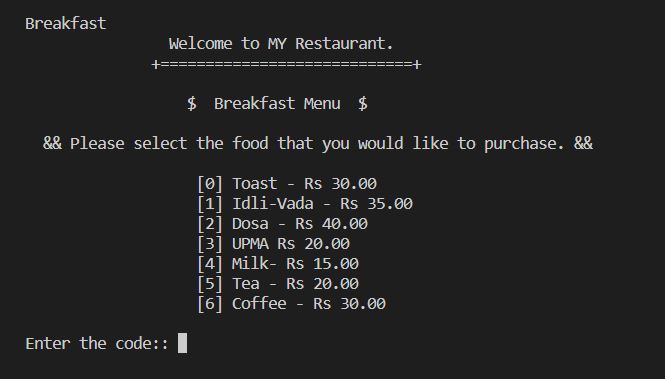 Breakfast
Welcome to MY Restaurant.
+============================+
$ Breakfast Menu $
&& Please select the food that you would like to purchase. &&
[0] Toast - Rs 30.00
[1] Idli-Vada - Rs 35.00
[2] Dosa - Rs 40.00
[3] UPMA Rs 20.00
[4] Milk- Rs 15.00
[5] Tea - Rs 20.00
[6] Coffee - Rs 30.00
Enter the code::